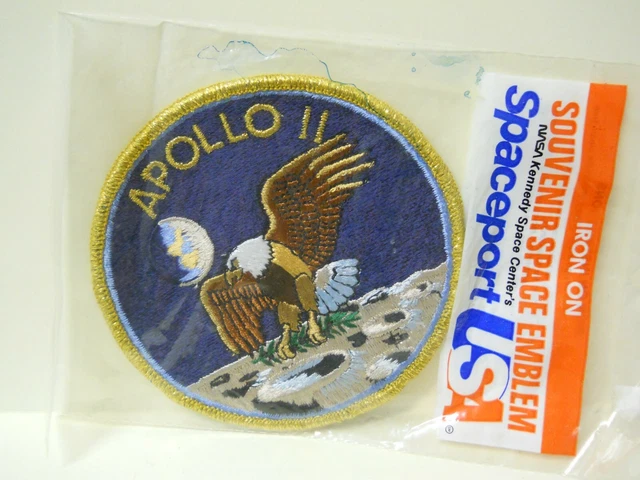 APOLLO 11
IRON ON
SOUVENIR SPACE EMBLEM
NASA Kennedy Space Center's
Spaceport USA
®